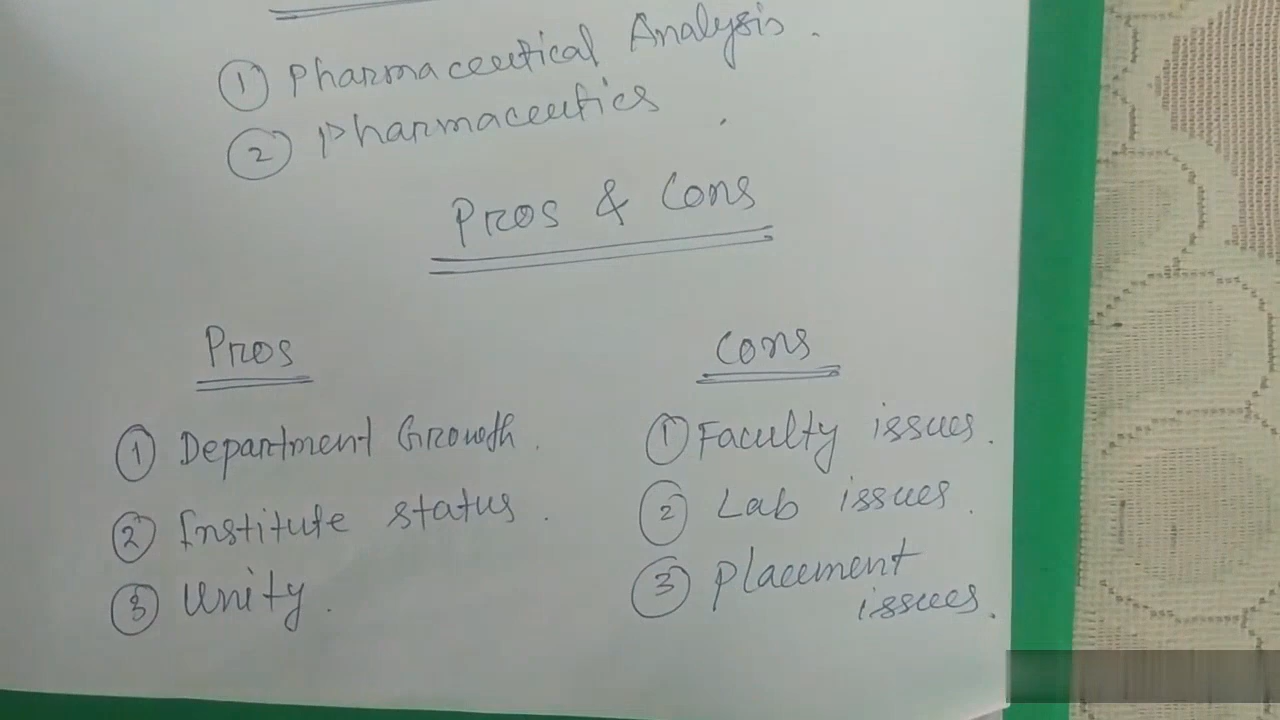 ① Pharmaceutical Analysis.
② Pharmaceutics
Pros & Cons
Pros
① Department Growth.
② Institute status.
③ Unity.
Cons
① Faculty issues.
② Lab issues.
③ Placement
issues.